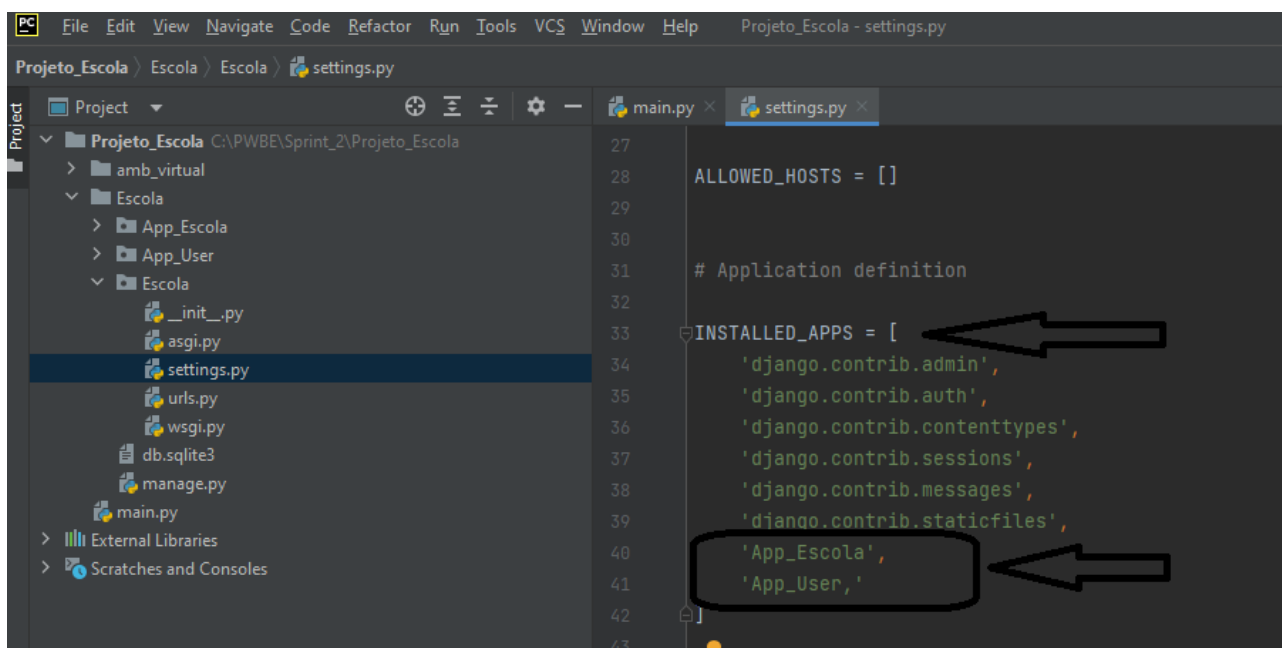 PC File Edit View Navigate Code Refactor Run Tools VCS Window Help Projeto_Escola - settings.py
Projeto_Escola Escola Escola settings.py
Project
Project
main.py
settings.py
Projeto_Escola C:\PWBE\Sprint_2\Projeto_Escola
amb_virtual
Escola
App_Escola
App_User
Escola
__init__.py
asgi.py
settings.py
urls.py
wsgi.py
db.sqlite3
manage.py
main.py
External Libraries
Scratches and Consoles
27
28 ALLOWED_HOSTS = []
29
30
31 # Application definition
32
33 INSTALLED_APPS = [
34 'django.contrib.admin',
35 'django.contrib.auth',
36 'django.contrib.contenttypes',
37 'django.contrib.sessions',
38 'django.contrib.messages',
39 'django.contrib.staticfiles',
40 'App_Escola',
41 'App_User,'
42 ]
43